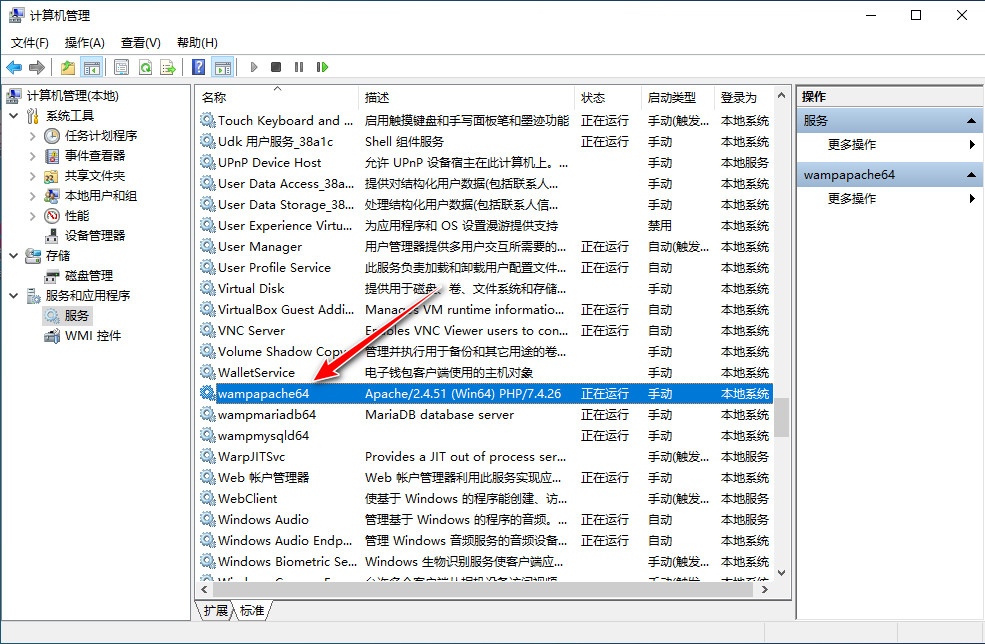 计算机管理
文件(F) 操作(A) 查看(V) 帮助(H)
计算机管理(本地)
系统工具
任务计划程序
事件查看器
共享文件夹
本地用户和组
性能
设备管理器
存储
磁盘管理
服务和应用程序
服务
WMI 控件
名称 描述 状态 启动类型 登录为
Touch Keyboard and ... 启用触摸键盘和手写面板笔和墨迹功能 正在运行 手动(触发... 本地系统
Udk 用户服务_38a1c Shell 组件服务 正在运行 手动 本地系统
UPnP Device Host 允许 UPnP 设备宿主在此计算机上。... 手动 本地服务
User Data Access_38a... 提供对结构化用户数据(包括联系人... 手动 本地系统
User Data Storage_38... 处理结构化用户数据(包括联系人信... 手动 本地系统
User Experience Virtu... 为应用程序和 OS 设置漫游提供支持 禁用 本地系统
User Manager 用户管理器提供多用户交互所需要的... 正在运行 自动(触发... 本地系统
User Profile Service 此服务负责加载和卸载用户配置文件... 正在运行 自动 本地系统
Virtual Disk 提供用于磁盘、卷、文件系统和存储... 手动 本地系统
VirtualBox Guest Addi... Manages VM runtime informatio... 正在运行 自动 本地系统
VNC Server Enables VNC Viewer users to con... 正在运行 自动 本地系统
Volume Shadow Copy 管理并执行用于备份和其它用途的卷... 手动 本地系统
WalletService 电子钱包客户端使用的主机对象 手动 本地系统
wampapache64 Apache/2.4.51 (Win64) PHP/7.4.26 正在运行 手动 本地系统
wampmariadb64 MariaDB database server 正在运行 手动 本地系统
wampmysqld64 正在运行 手动 本地系统
WarpJITSvc Provides a JIT out of process ser... 手动(触发... 本地服务
Web 帐户管理器 Web 帐户管理器利用此服务实现应... 正在运行 手动 本地系统
WebClient 使基于 Windows 的程序能创建、访... 手动(触发... 本地服务
Windows Audio 管理基于 Windows 的程序的音频。... 正在运行 自动 本地服务
Windows Audio Endp... 管理 Windows 音频服务的音频设备... 正在运行 自动 本地系统
Windows Biometric Se... Windows 生物识别服务使客户端应... 手动(触发... 本地系统
扩展 标准
操作
服务
更多操作
wampapache64
更多操作